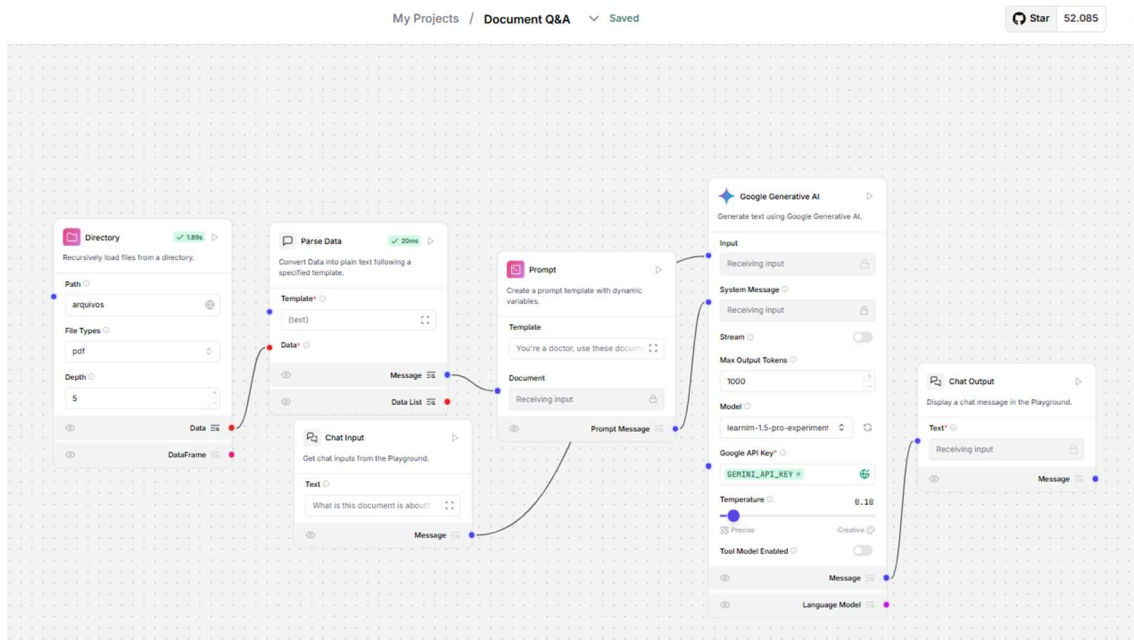 My Projects / Document Q&A Saved
Star 52.085
Directory 1.89s
Recursively load files from a directory.
Path
arquivos
File Types
pdf
Depth
5
Data
DataFrame
Parse Data 20ms
Convert Data into plain text following a
specified template.
Template*
{text}
Data*
Message
Data List
Chat Input
Get chat inputs from the Playground.
Text
What is this document is about?
Message
Prompt
Create a prompt template with dynamic
variables.
Template
You're a doctor, use these docume
Document
Receiving input
Prompt Message
Google Generative AI
Generate text using Google Generative AI.
Input
Receiving input
System Message
Receiving input
Stream
Max Output Tokens
1000
Model
learnlm-1.5-pro-experiment
Google API Key*
GEMINI_API_KEY ×
Temperature 0.10
Precise Creative
Tool Model Enabled
Message
Language Model
Chat Output
Display a chat message in the Playground.
Text*
Receiving input
Message